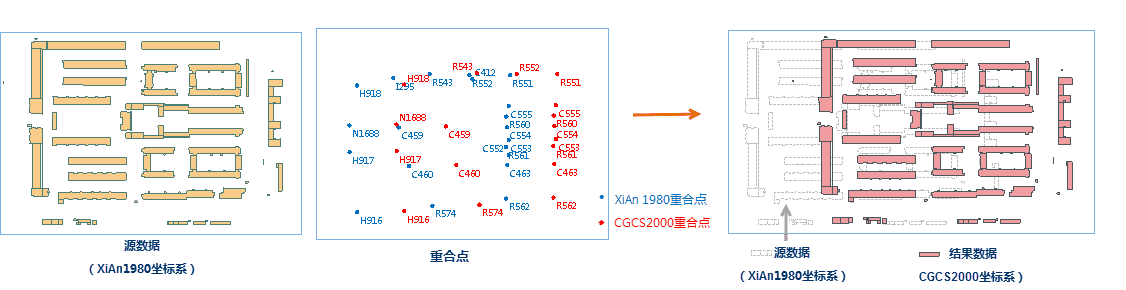 R543
R552
C412
H918
I295
R543
R552
R551
R551
H918
C555
C555
N1688
R560
R560
N1688
C459
C459
C554
C554
C552
C553
C553
H917
H917
R561
R561
C460
C460
C463
C463
H916
H916
R574
R574
R562
R562
XiAn 1980重合点
CGCS2000重合点
源数据
(XiAn1980坐标系)
重合点
源数据
(XiAn1980坐标系)
结果数据
CGCS2000坐标系)